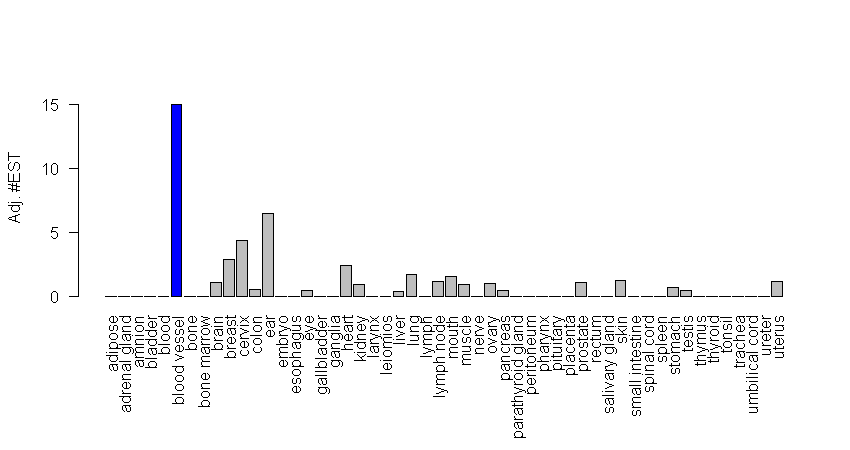 Adj. #EST
15
10
5
0
adipose
adrenal gland
amnion
bladder
blood
blood vessel
bone
bone marrow
brain
breast
cervix
colon
ear
embryo
esophagus
eye
gallbladder
ganglia
heart
kidney
larynx
leiomios
liver
lung
lymph
lymph node
mouth
muscle
nerve
ovary
pancreas
parathyroid gland
peritoneum
pharynx
pituitary
placenta
prostate
rectum
salivary gland
skin
small intestine
spinal cord
spleen
stomach
testis
thymus
thyroid
tonsil
trachea
umbilical cord
ureter
uterus